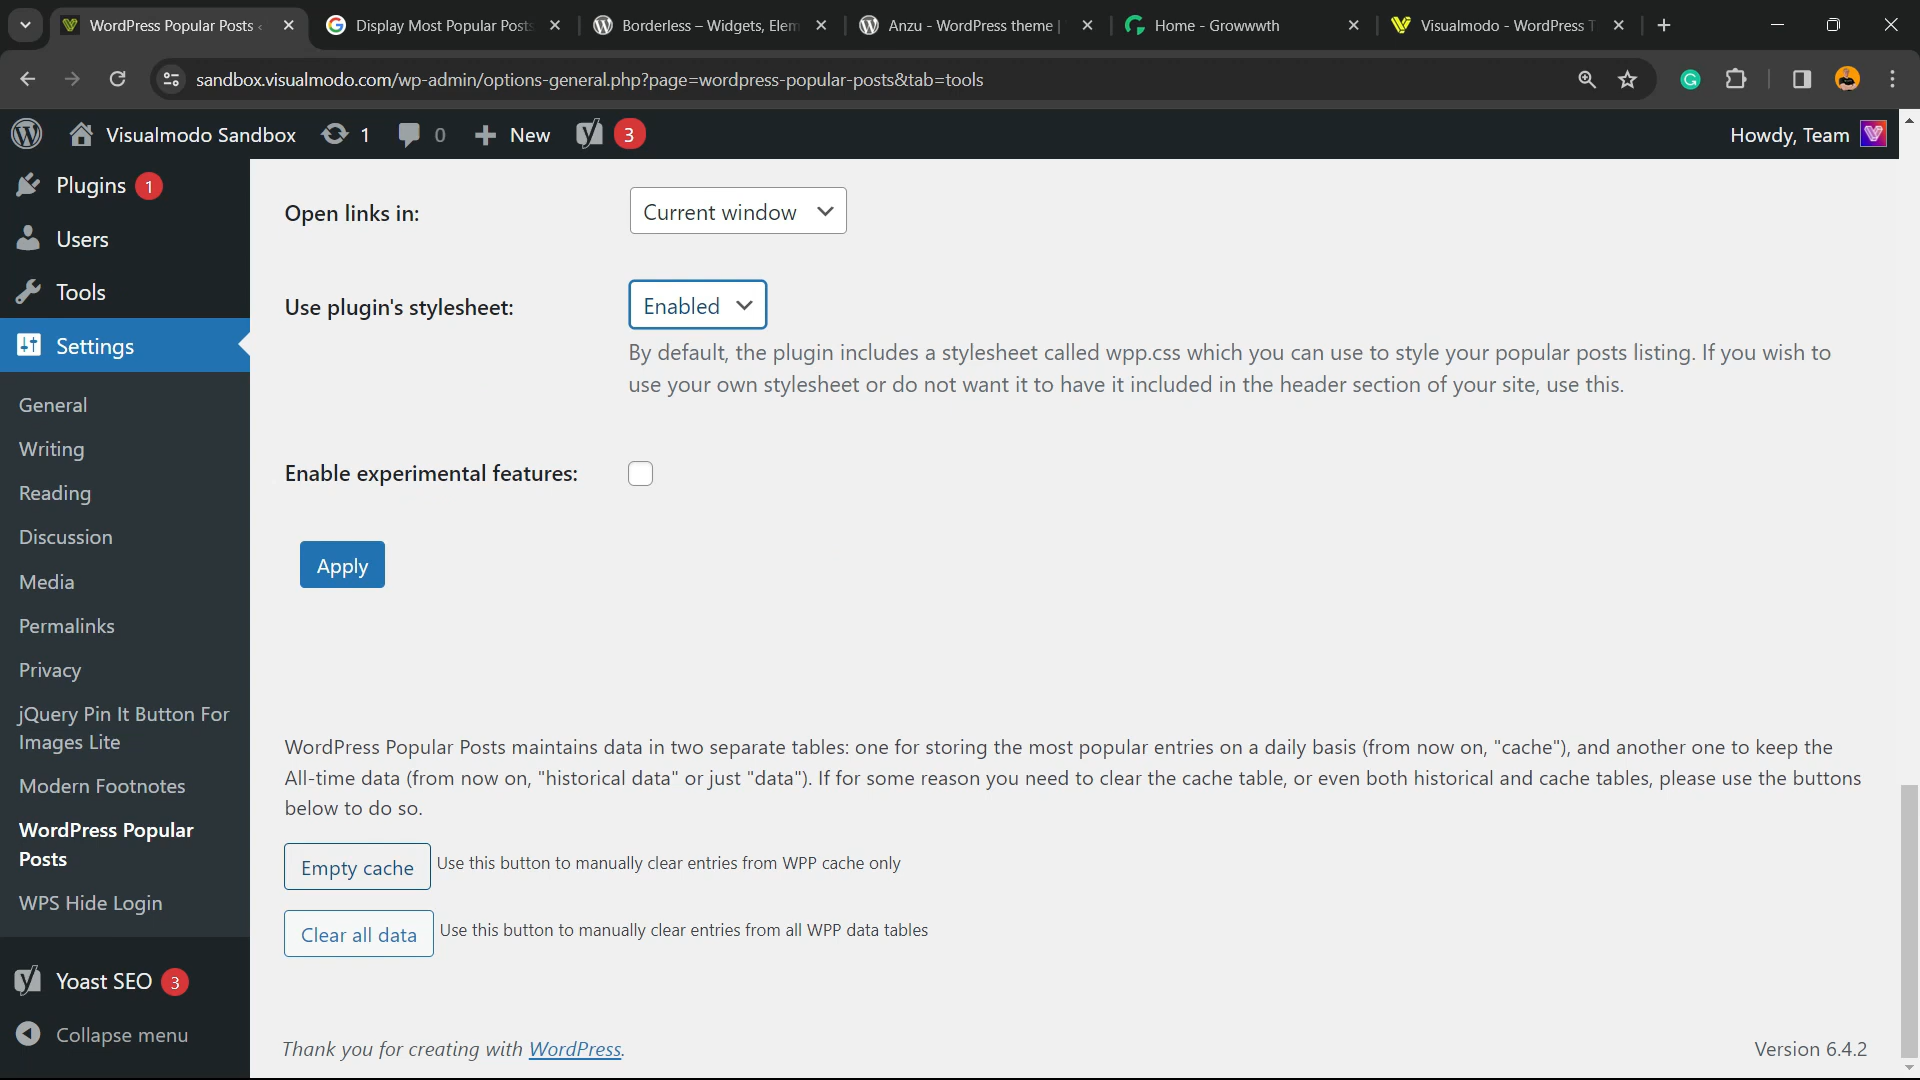 WordPress Popular Posts
Display Most Popular Posts
Borderless – Widgets, Elem
Anzu - WordPress theme |
Home - Growwwth
Visualmodo - WordPress T
sandbox.visualmodo.com/wp-admin/options-general.php?page=wordpress-popular-posts&tab=tools
Visualmodo Sandbox
1
0
New
3
Howdy, Team
Plugins 1
Users
Tools
Settings
General
Writing
Reading
Discussion
Media
Permalinks
Privacy
jQuery Pin It Button For
Images Lite
Modern Footnotes
WordPress Popular
Posts
WPS Hide Login
Yoast SEO 3
Collapse menu
Open links in:
Current window
Use plugin's stylesheet:
Enabled
By default, the plugin includes a stylesheet called wpp.css which you can use to style your popular posts listing. If you wish to
use your own stylesheet or do not want it to have it included in the header section of your site, use this.
Enable experimental features:
Apply
WordPress Popular Posts maintains data in two separate tables: one for storing the most popular entries on a daily basis (from now on, "cache"), and another one to keep the
All-time data (from now on, "historical data" or just "data"). If for some reason you need to clear the cache table, or even both historical and cache tables, please use the buttons
below to do so.
Empty cache Use this button to manually clear entries from WPP cache only
Clear all data Use this button to manually clear entries from all WPP data tables
Thank you for creating with WordPress.
Version 6.4.2